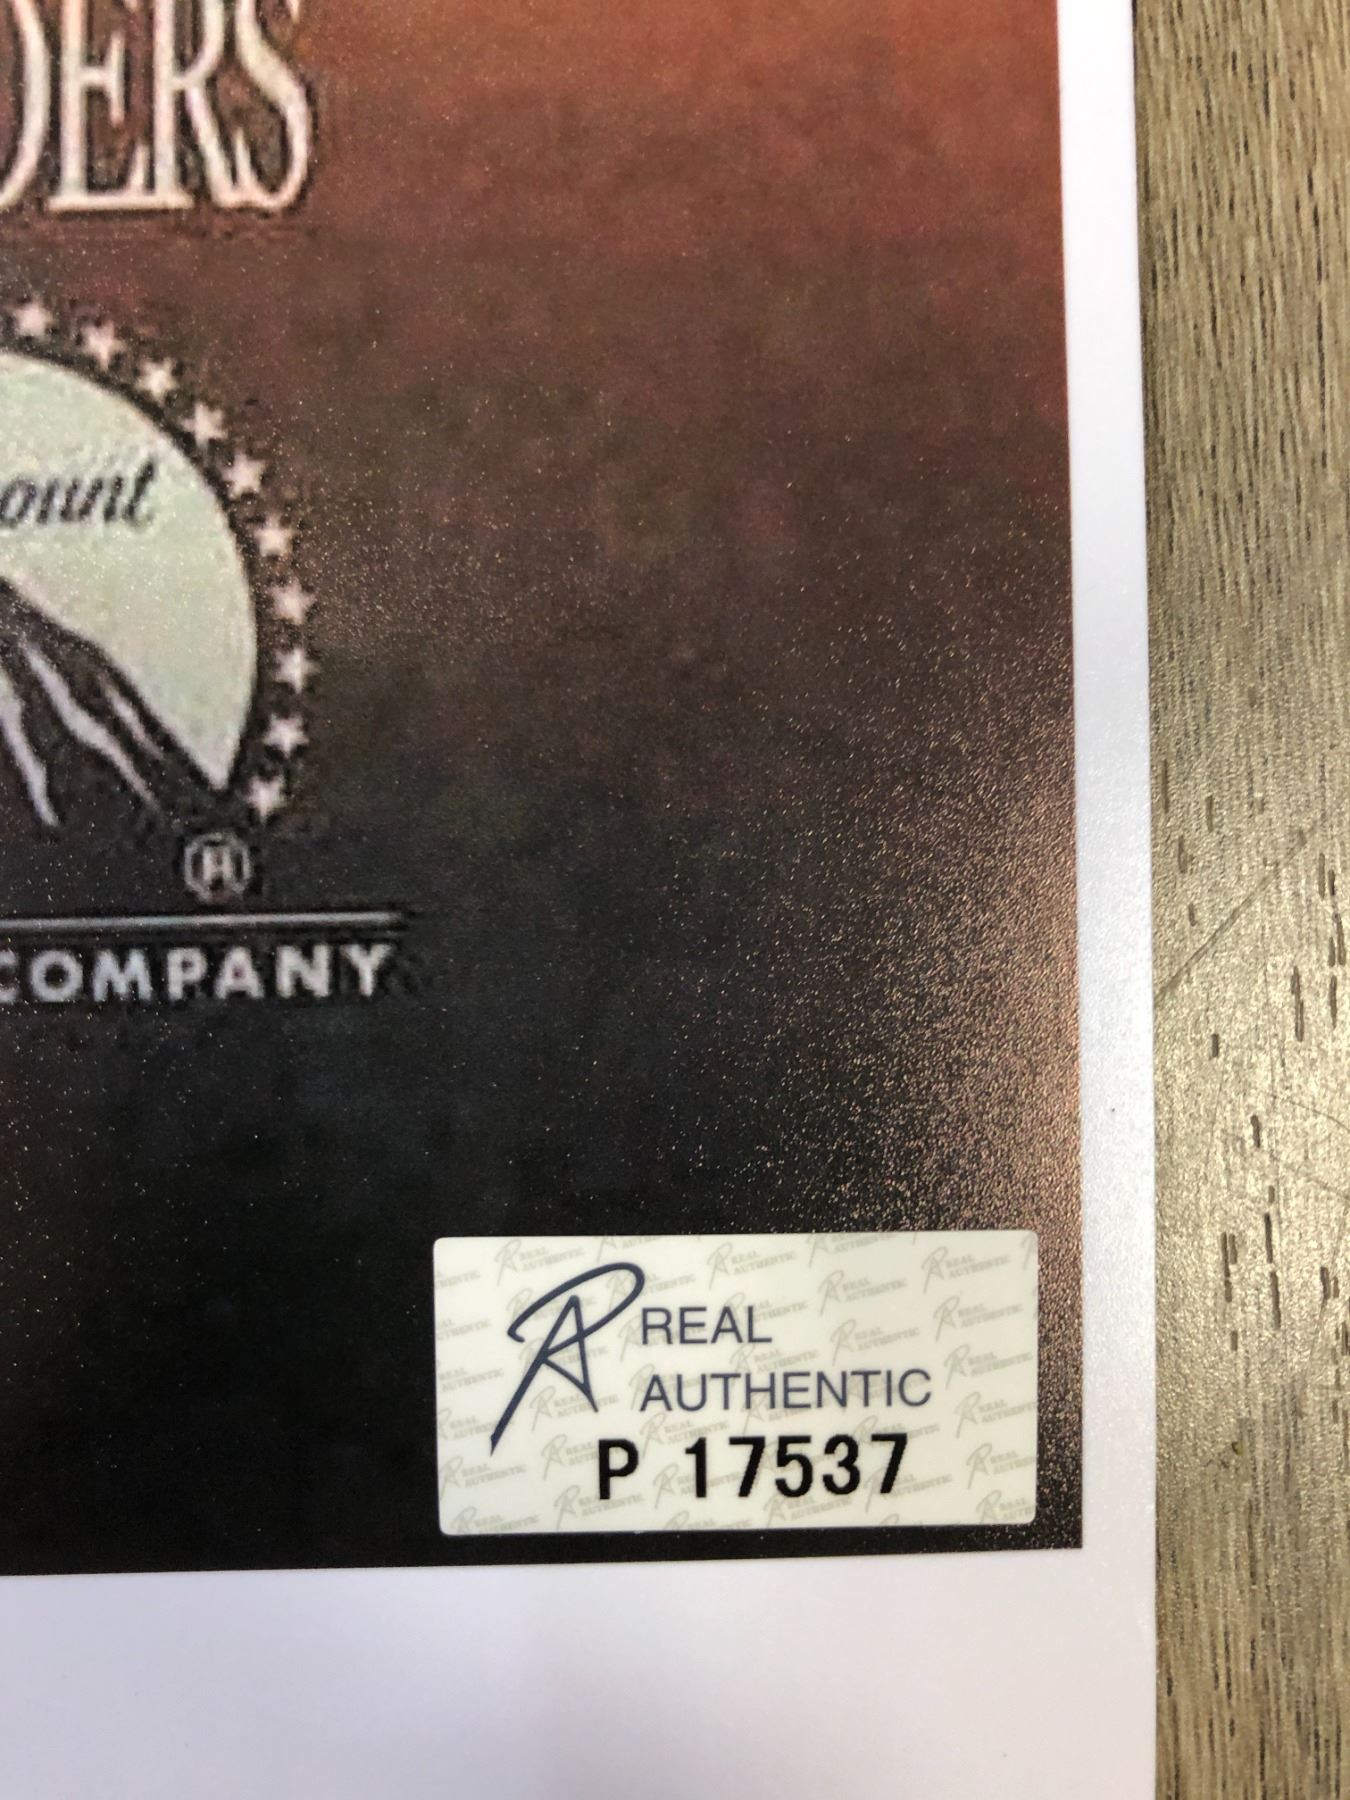 DERS
ount
®
COMPANY
REAL
AUTHENTIC
P 17537